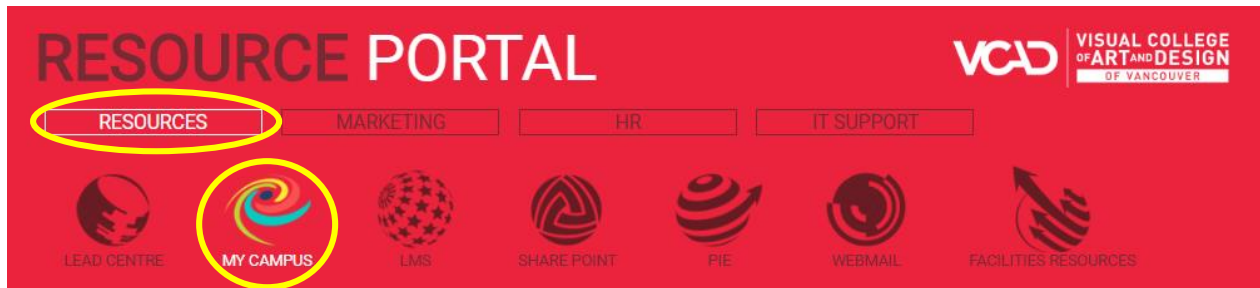 RESOURCE PORTAL
VCAD
VISUAL COLLEGE
OF ART AND DESIGN
OF VANCOUVER
RESOURCES MARKETING HR IT SUPPORT
LEAD CENTRE MY CAMPUS LMS SHARE POINT PIE WEBMAIL FACILITIES RESOURCES